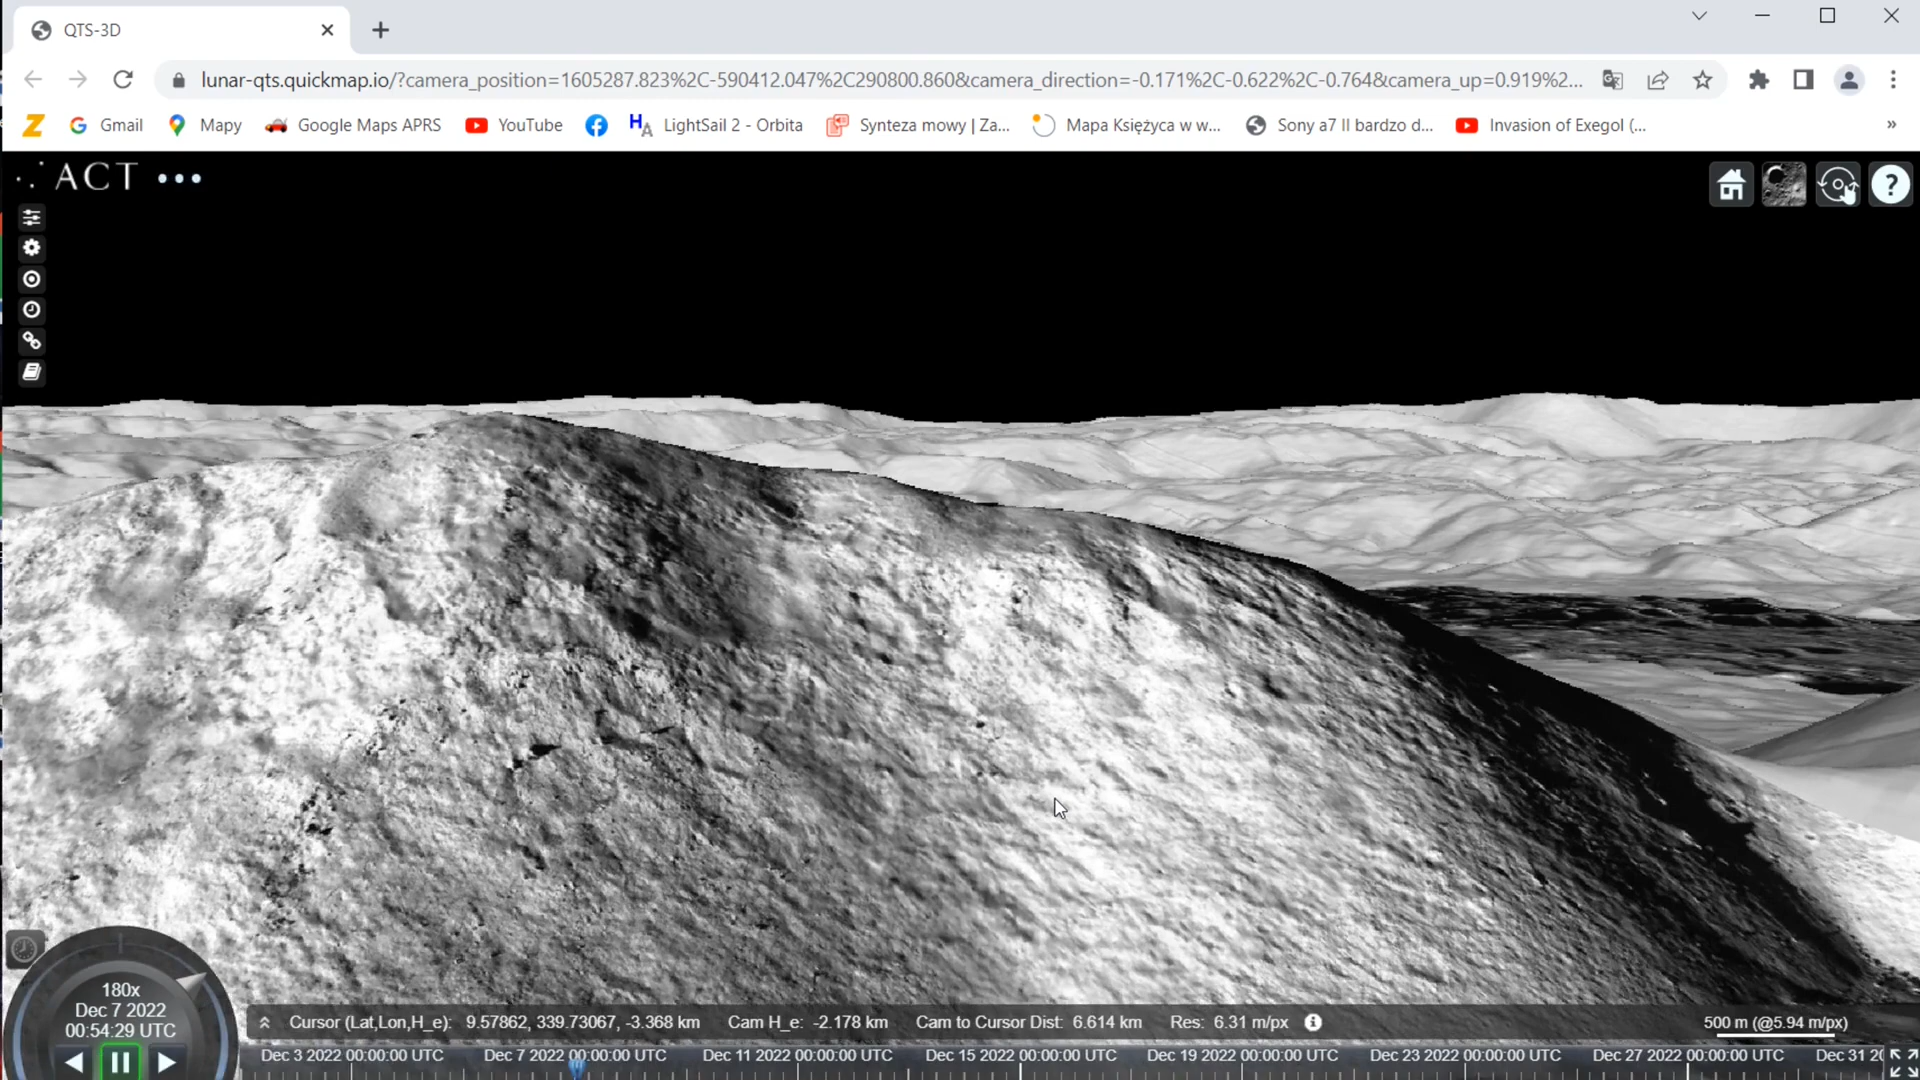 QTS-3D
lunar-qts.quickmap.io/?camera_position=1605287.823%2C-590412.047%2C290800.860&camera_direction=-0.171%2C-0.622%2C-0.764&camera_up=0.919%2...
Gmail Mapy Google Maps APRS YouTube LightSail 2 - Orbita Synteza mowy | Za... Mapa Księżyca w w... Sony a7 II bardzo d... Invasion of Exegol (...
ACT
180x
Dec 7 2022
00:54:29 UTC
Cursor (Lat,Lon,H_e): 9.57862, 339.73067, -3.368 km Cam H_e: -2.178 km Cam to Cursor Dist: 6.614 km Res: 6.31 m/px 500 m (@5.94 m/px)
Dec 3 2022 00:00:00 UTC Dec 7 2022 00:00:00 UTC Dec 11 2022 00:00:00 UTC Dec 15 2022 00:00:00 UTC Dec 19 2022 00:00:00 UTC Dec 23 2022 00:00:00 UTC Dec 27 2022 00:00:00 UTC Dec 31 20